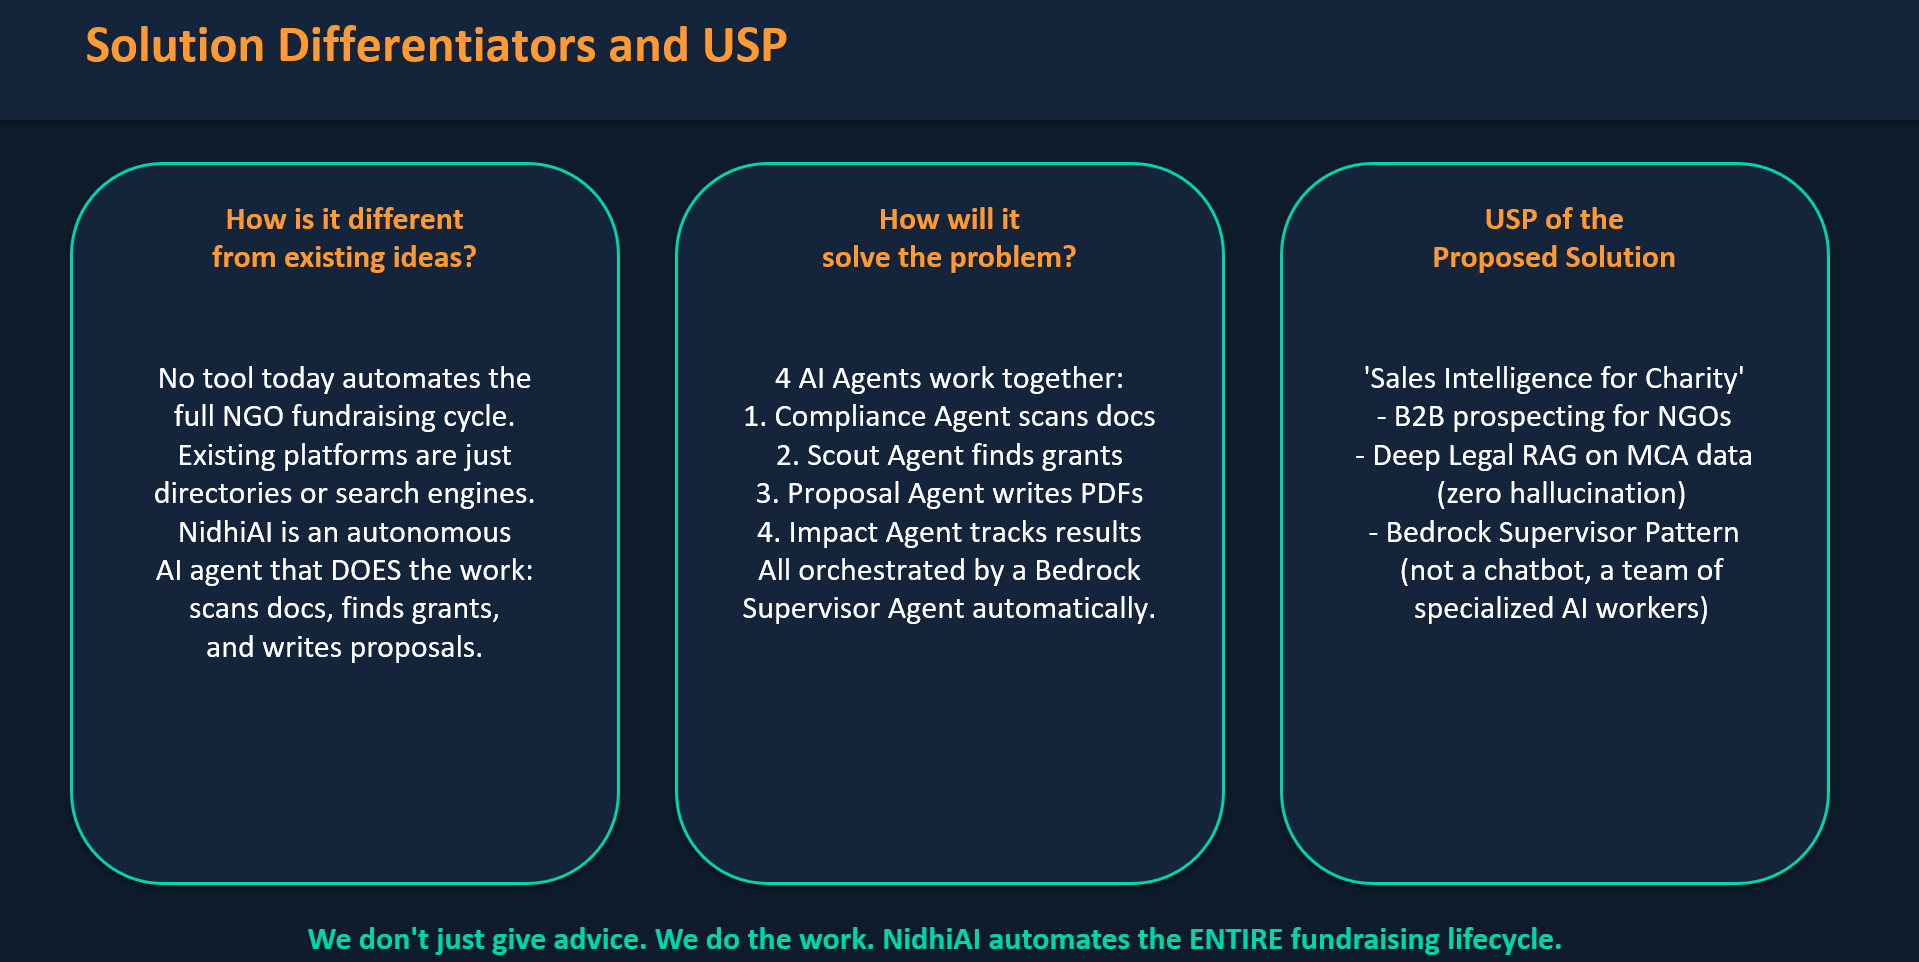 Solution Differentiators and USP
How is it different
from existing ideas?
No tool today automates the
full NGO fundraising cycle.
Existing platforms are just
directories or search engines.
NidhiAI is an autonomous
AI agent that DOES the work:
scans docs, finds grants,
and writes proposals.
How will it
solve the problem?
4 AI Agents work together:
1. Compliance Agent scans docs
2. Scout Agent finds grants
3. Proposal Agent writes PDFs
4. Impact Agent tracks results
All orchestrated by a Bedrock
Supervisor Agent automatically.
USP of the
Proposed Solution
'Sales Intelligence for Charity'
- B2B prospecting for NGOs
- Deep Legal RAG on MCA data
(zero hallucination)
- Bedrock Supervisor Pattern
(not a chatbot, a team of
specialized AI workers)
We don't just give advice. We do the work. NidhiAI automates the ENTIRE fundraising lifecycle.